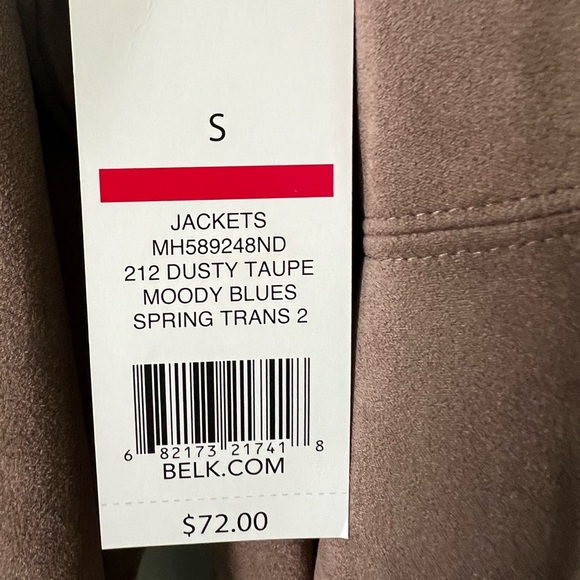 S
JACKETS
MH589248ND
212 DUSTY TAUPE
MOODY BLUES
SPRING TRANS 2
6 82173 21741 8
BELK.COM
$72.00